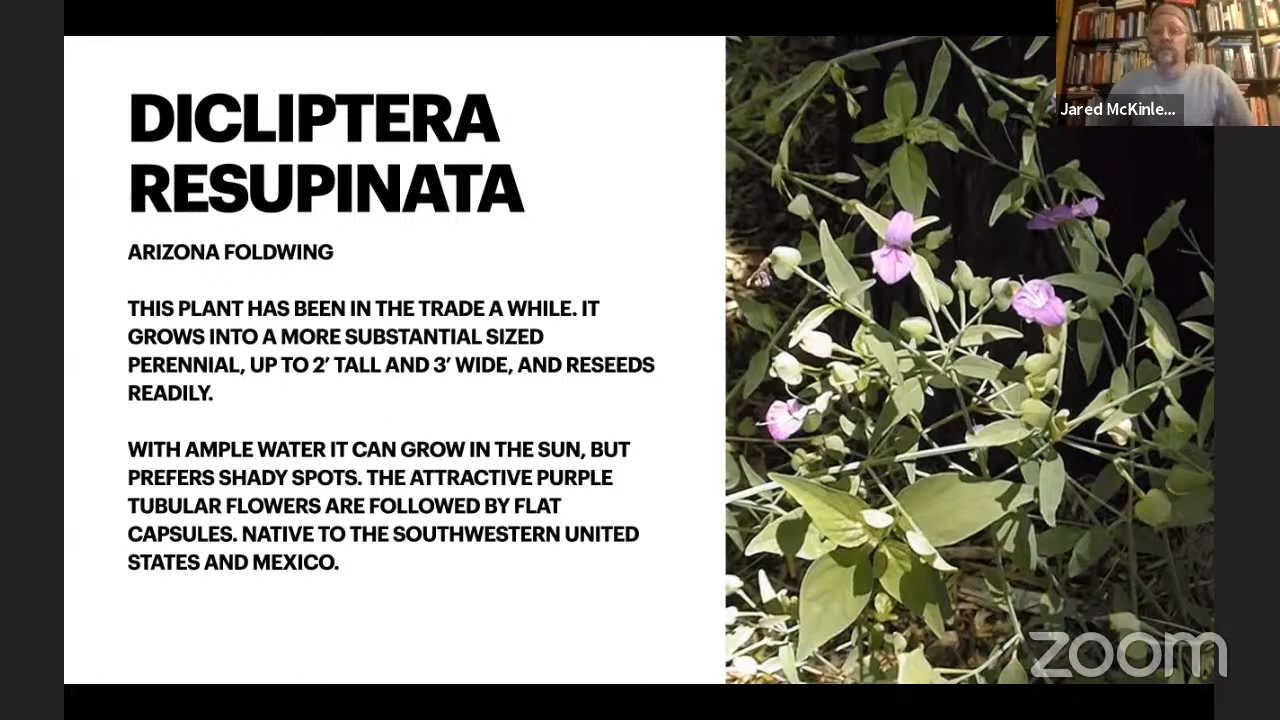 DICLIPTERA
RESUPINATA
ARIZONA FOLDWING
THIS PLANT HAS BEEN IN THE TRADE A WHILE. IT
GROWS INTO A MORE SUBSTANTIAL SIZED
PERENNIAL, UP TO 2’ TALL AND 3’ WIDE, AND RESEEDS
READILY.
WITH AMPLE WATER IT CAN GROW IN THE SUN, BUT
PREFERS SHADY SPOTS. THE ATTRACTIVE PURPLE
TUBULAR FLOWERS ARE FOLLOWED BY FLAT
CAPSULES. NATIVE TO THE SOUTHWESTERN UNITED
STATES AND MEXICO.
Jared McKinle...
zoom